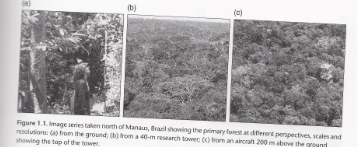 (a)
(b)
(c)
Figure 1.1. Image series taken north of Manaus, Brazil showing the primary forest at different perspectives, scales and
resolutions: (a) from the ground; (b) from a 40-m research tower; (c) from an aircraft 200 m above the ground
showing the top of the tower.